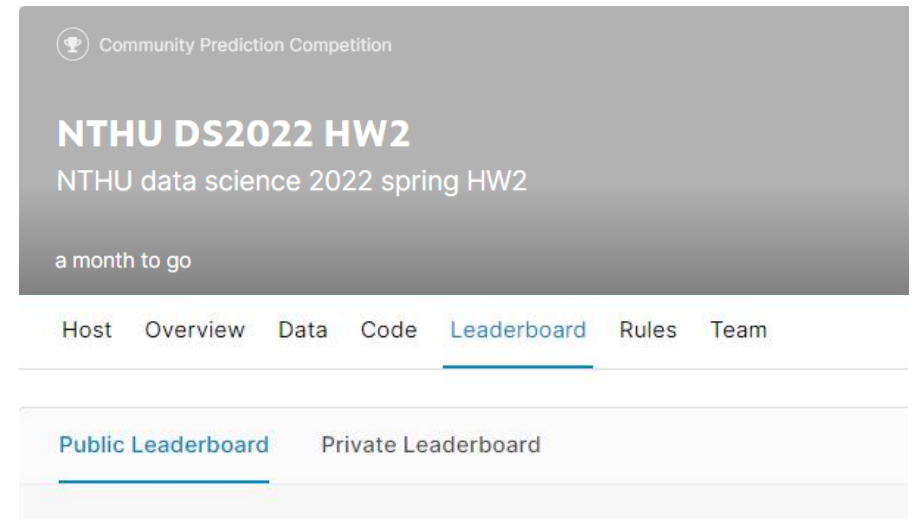 Community Prediction Competition
NTHU DS2022 HW2
NTHU data science 2022 spring HW2
a month to go
Host Overview Data Code Leaderboard Rules Team
Public Leaderboard Private Leaderboard